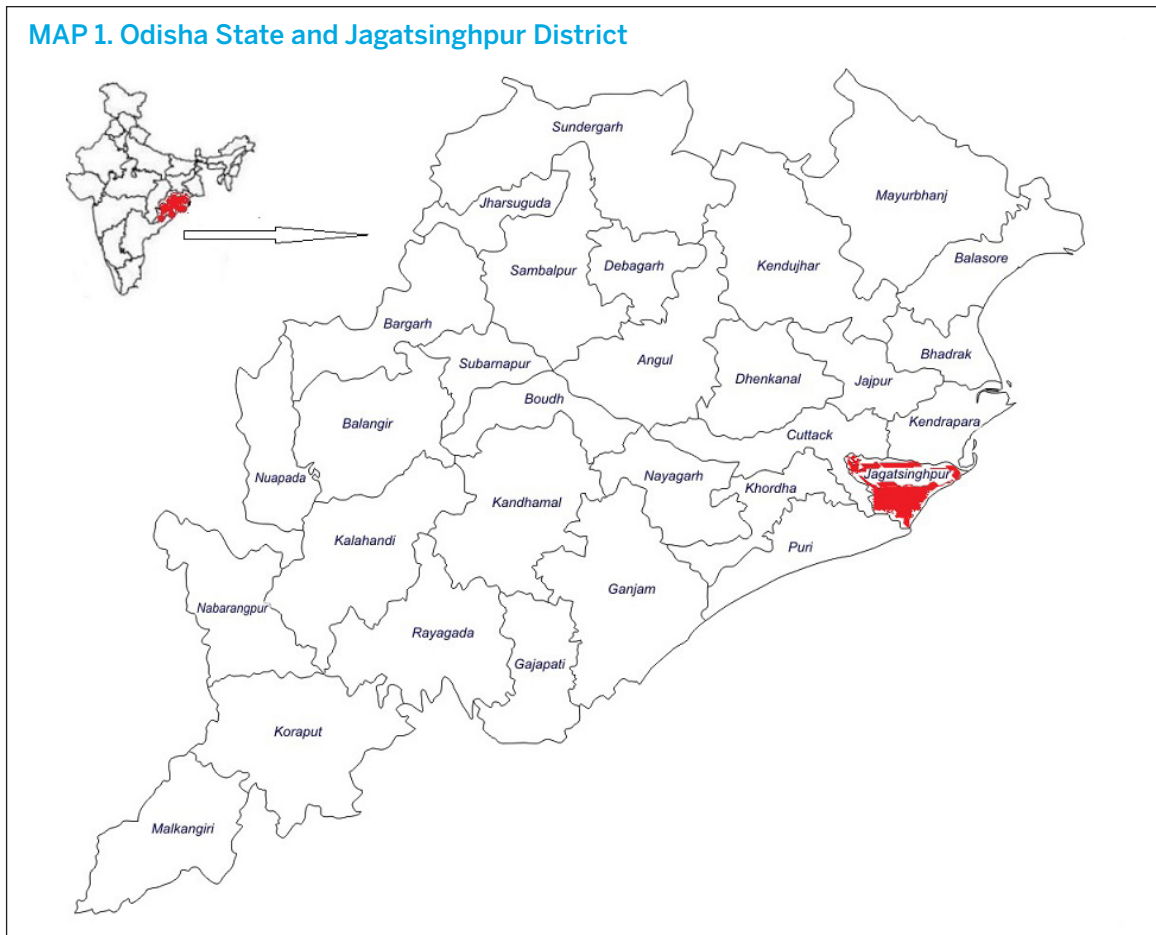 MAP 1. Odisha State and Jagatsinghpur District
Sundergarh
Mayurbhanj
Jharsuguda
Balasore
Sambalpur
Debagarh
Kendujhar
Bargarh
Bhadrak
Subarnapur
Angul
Dhenkanal
Jajpur
Boudh
Balangir
Kendrapara
Cuttack
Nuapada
Nayagarh
Jagatsinghpur
Khordha
Kandhamal
Kalahandi
Puri
Ganjam
Nabarangpur
Rayagada
Gajapati
Koraput
Malkangiri